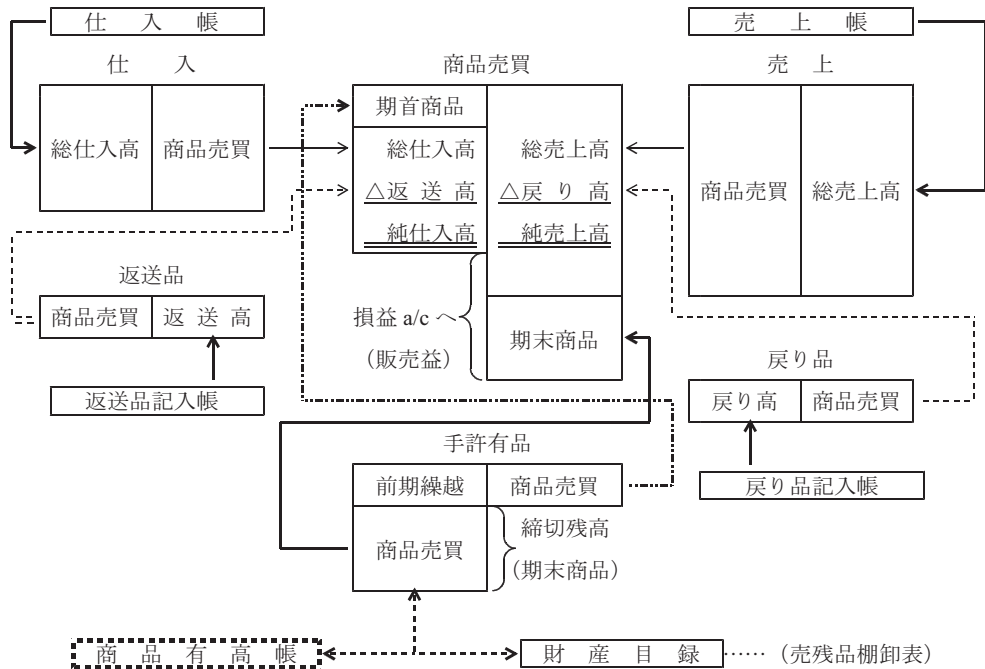 仕 入 帳
売 上 帳
仕 入
商品売買
売 上
期首商品
総仕入高 商品売買
総仕入高 総売上高
△返 送 高 △戻 り 高
純仕入高 純売上高
商品売買 総売上高
返送品
商品売買 返 送 高
損益 a/c へ
(販売益)
期末商品
返送品記入帳
戻り品
戻り高 商品売買
手許有品
前期繰越 商品売買
戻り品記入帳
商品売買
締切残高
(期末商品)
商 品 有 高 帳
財 産 目 録 …… (売残品棚卸表)